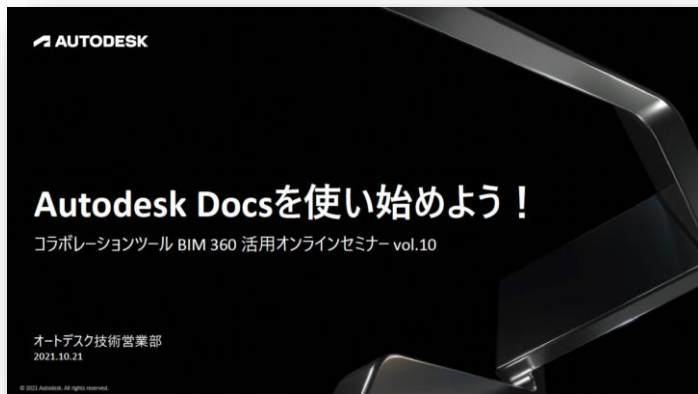 AUTODESK
Autodesk Docsを使い始めよう！
コラボレーションツール BIM 360 活用オンラインセミナー vol.10
オートデスク技術営業部
2021.10.21
© 2021 Autodesk. All rights reserved.